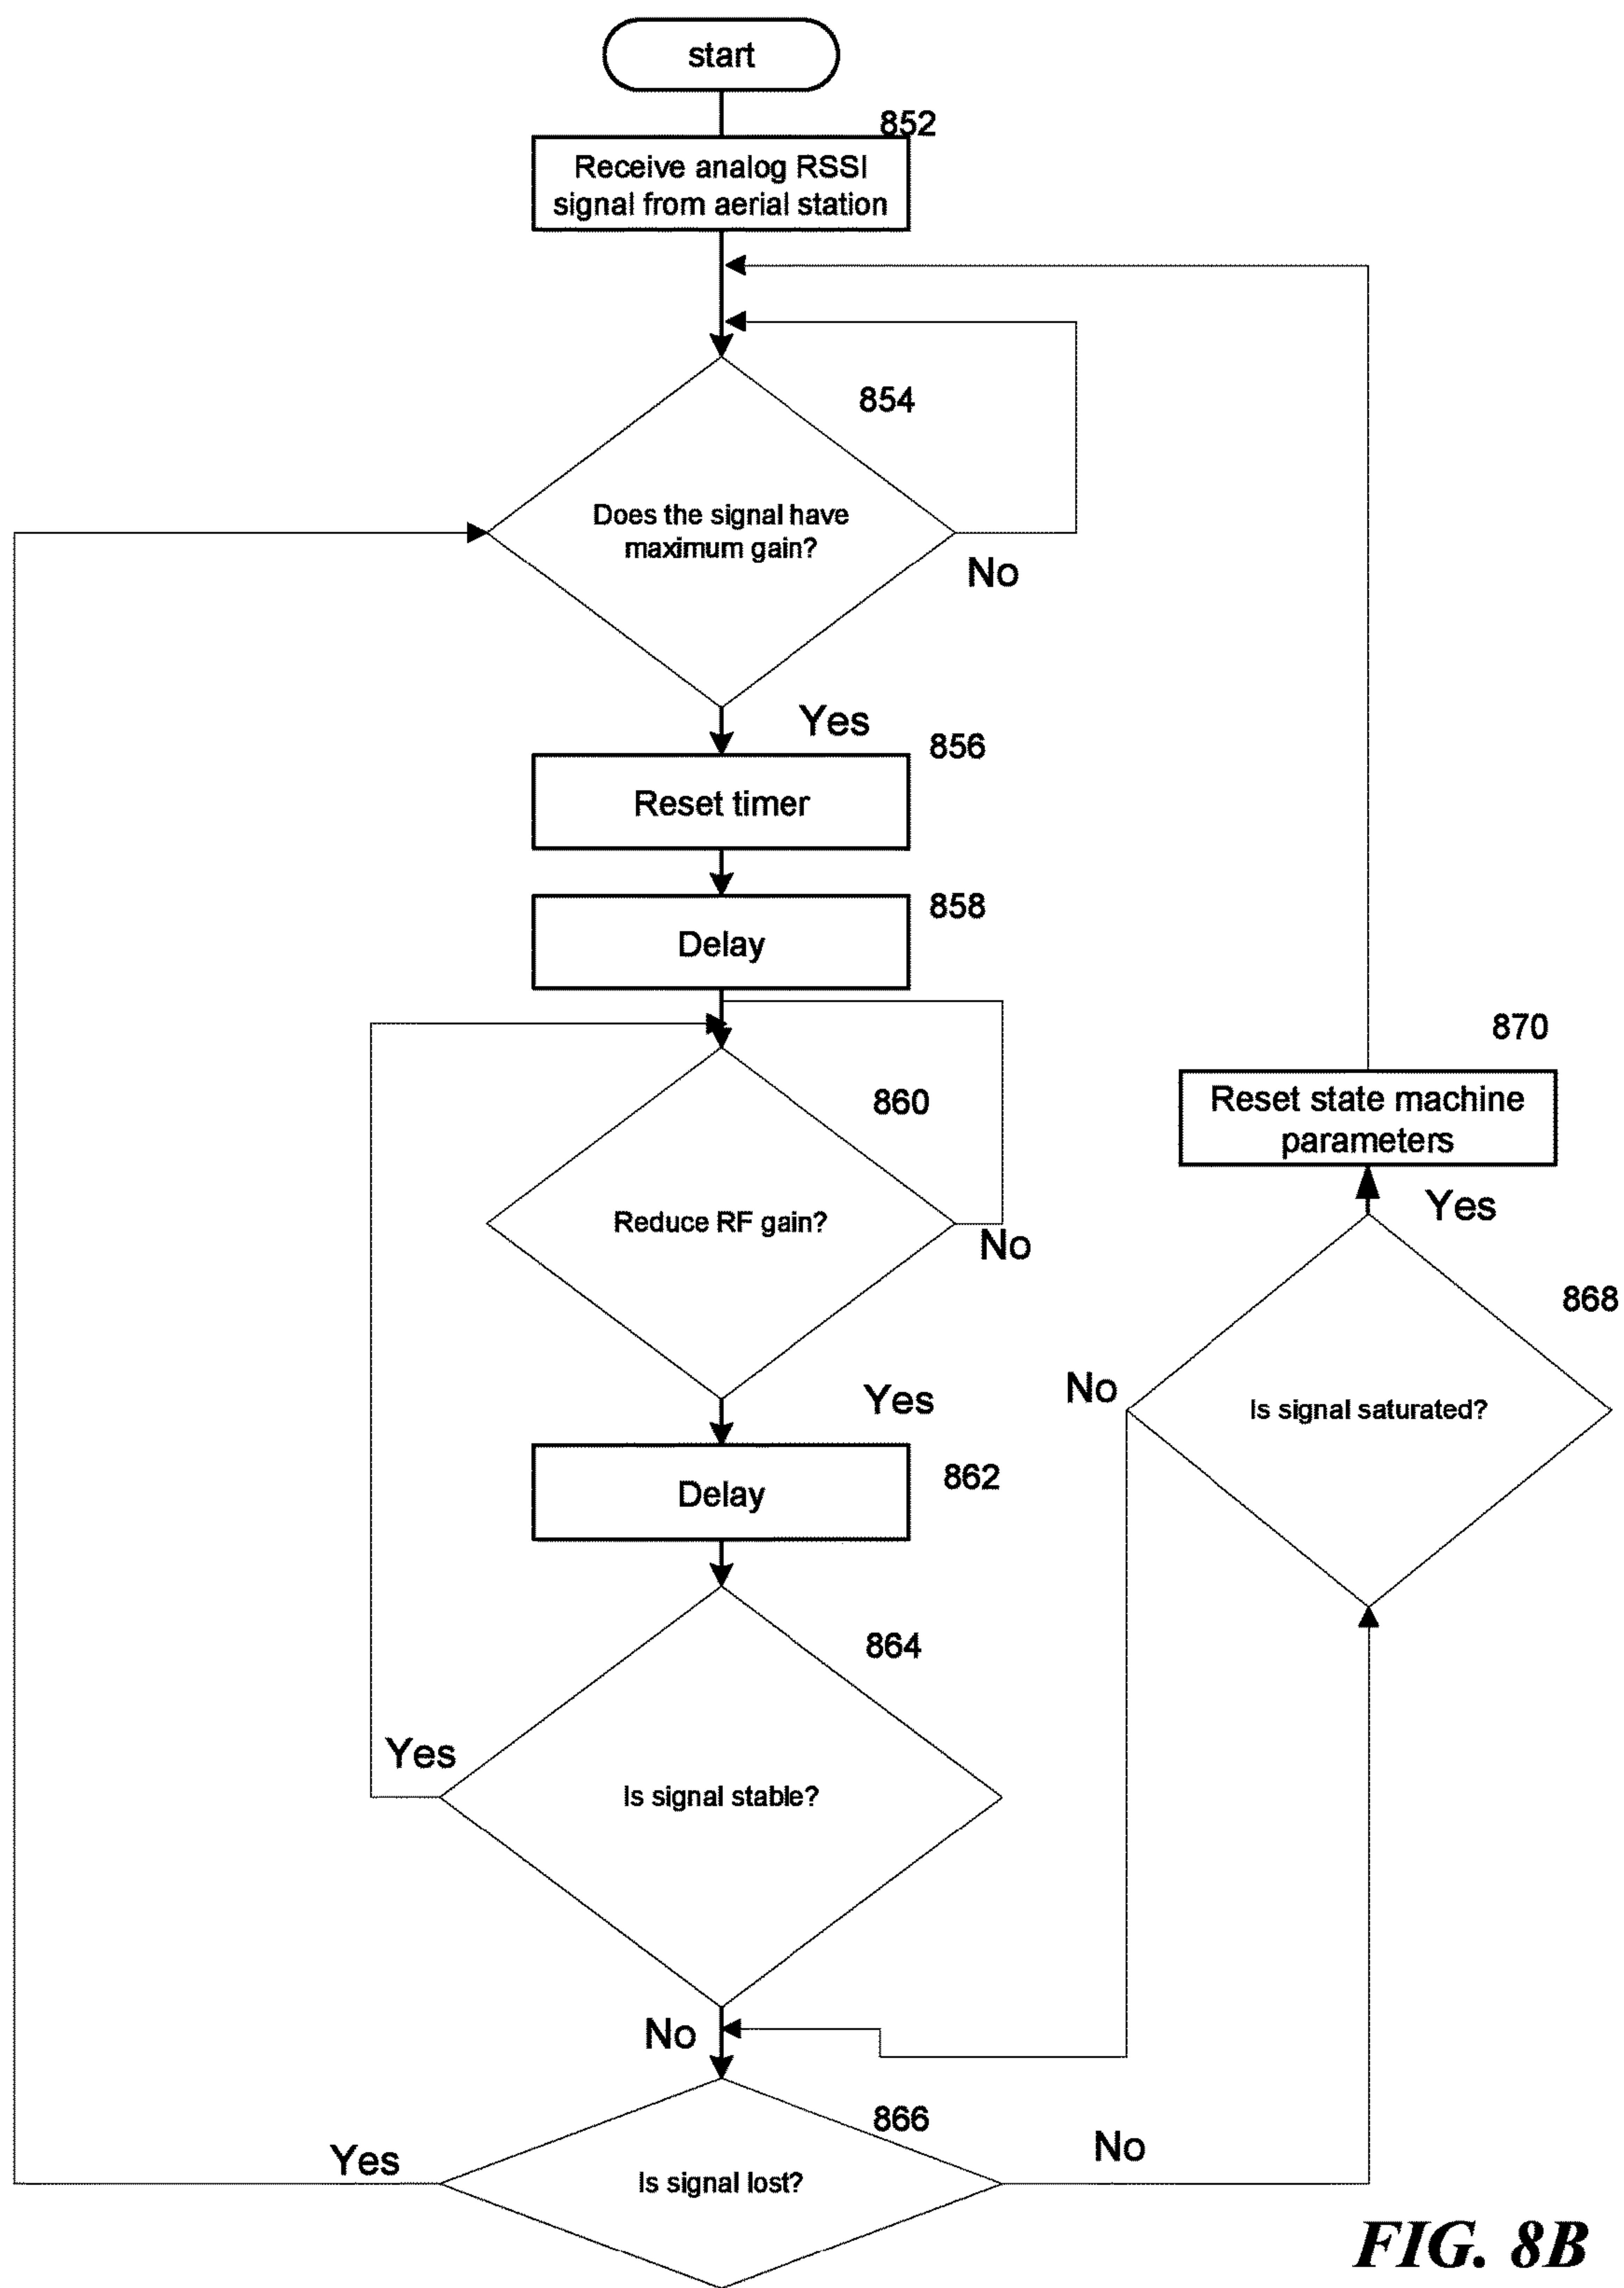 start
852
Receive analog RSSI
signal from aerial station
854
Does the signal have
maximum gain?
No
Yes
856
Reset timer
858
Delay
860
Reduce RF gain?
No
Yes
862
Delay
864
Is signal stable?
Yes
No
866
Is signal lost?
Yes
No
868
Is signal saturated?
No
Yes
870
Reset state machine
parameters
FIG. 8B